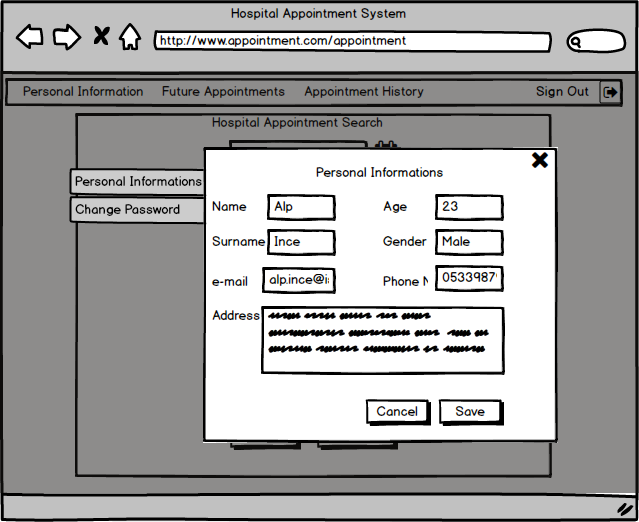 Hospital Appointment System
http://www.appointment.com/appointment
Personal Information Future Appointments Appointment History Sign Out
Hospital Appointment Search
Personal Informations
Change Password
Personal Informations
Name Alp Age 23
Surname Ince Gender Male
e-mail alp.ince@i Phone N 05339879
Address
Cancel Save